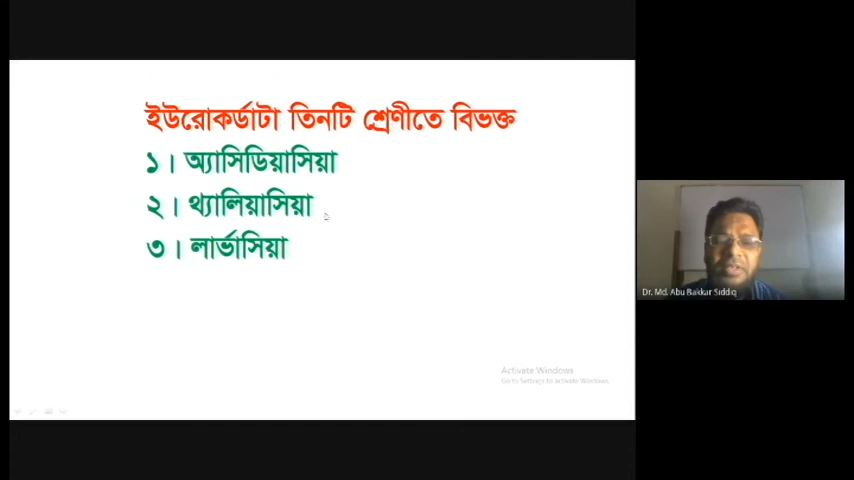 ইউরোকর্ডাটা তিনটি শ্রেণীতে বিভক্ত
১। অ্যাসিডিয়াসিয়া
২। থ্যালিয়াসিয়া
৩। লার্ভাসিয়া
Dr. Md. Abu Bakkar Siddiq
Activate Windows
Go to Settings to activate Windows.